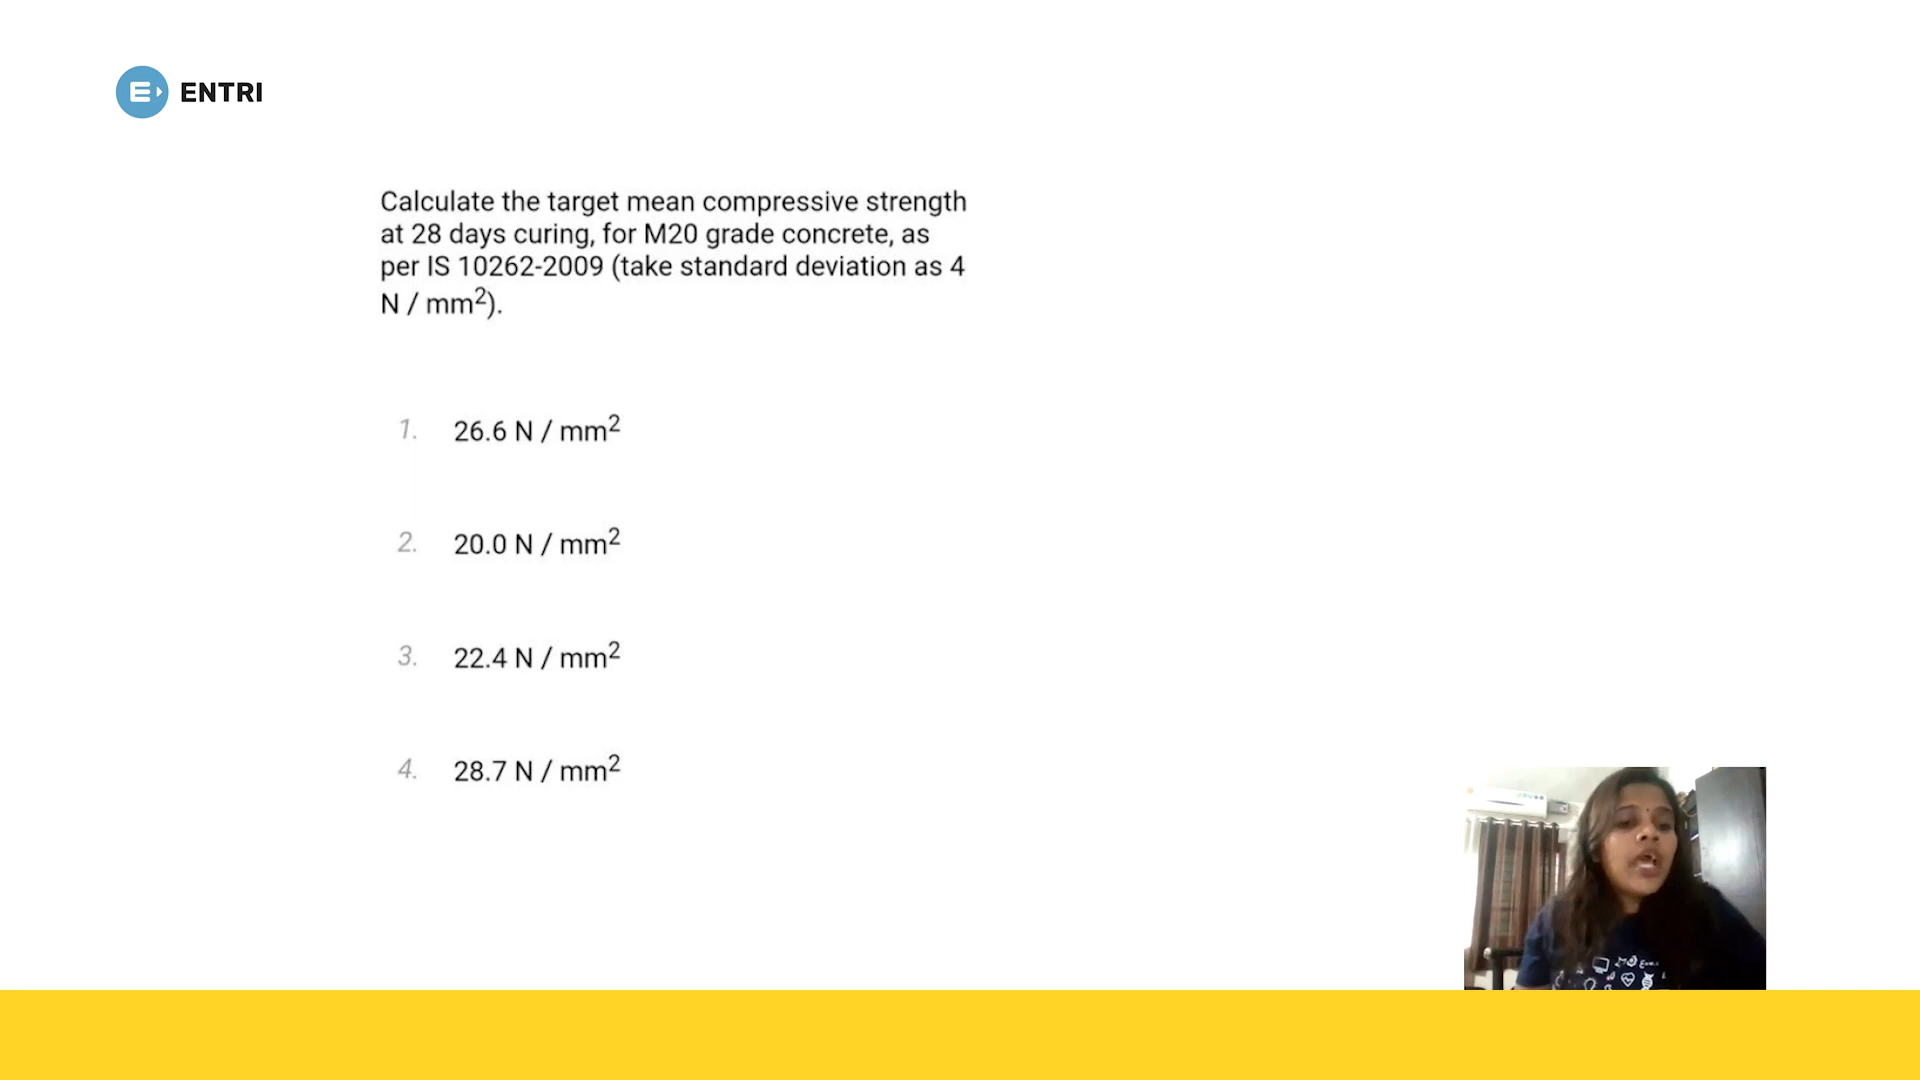 ENTRI
Calculate the target mean compressive strength
at 28 days curing, for M20 grade concrete, as
per IS 10262-2009 (take standard deviation as 4
N / mm²).
1. 26.6 N / mm²
2. 20.0 N / mm²
3. 22.4 N / mm²
4. 28.7 N / mm²